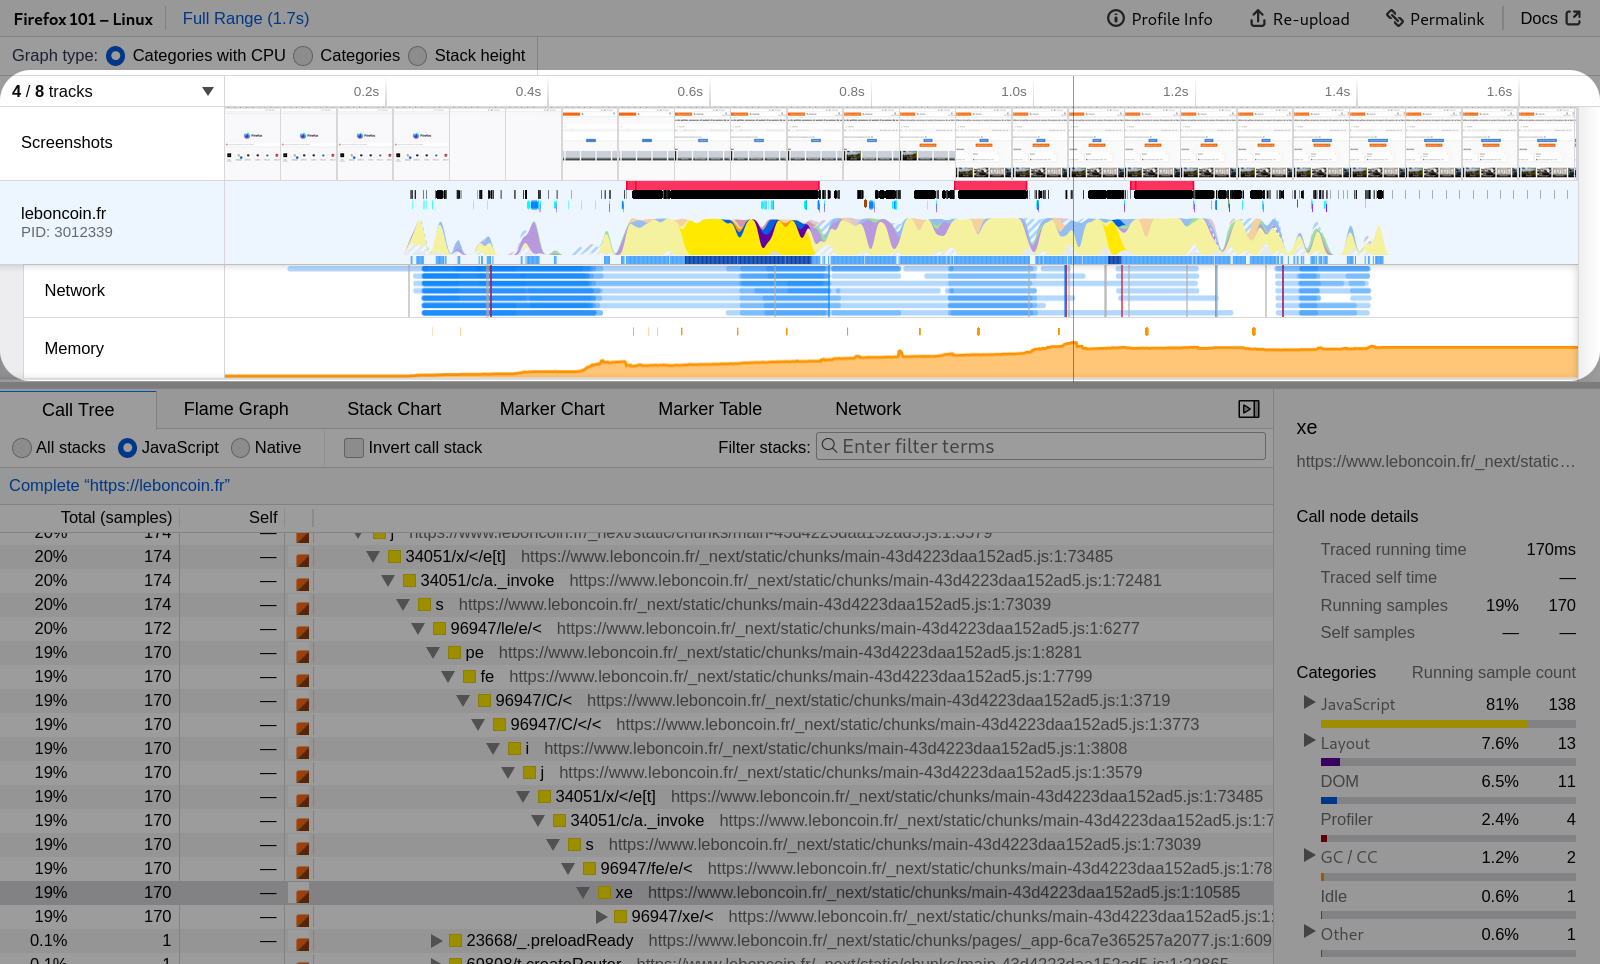 Firefox 101 – Linux
Full Range (1.7s)
Profile Info
Re-upload
Permalink
Docs
Graph type:
Categories with CPU
Categories
Stack height
4 / 8 tracks
0.2s
0.4s
0.6s
0.8s
1.0s
1.2s
1.4s
1.6s
Screenshots
leboncoin.fr
PID: 3012339
Network
Memory
Call Tree
Flame Graph
Stack Chart
Marker Chart
Marker Table
Network
All stacks
JavaScript
Native
Invert call stack
Filter stacks:
Enter filter terms
Complete “https://leboncoin.fr”
Total (samples)
Self
20% 174 j https://www.leboncoin.fr/_next/static/chunks/main-43d4223daa152ad5.js:1:3579
20% 174 — 34051/x/</e[t] https://www.leboncoin.fr/_next/static/chunks/main-43d4223daa152ad5.js:1:73485
20% 174 — 34051/c/a._invoke https://www.leboncoin.fr/_next/static/chunks/main-43d4223daa152ad5.js:1:72481
20% 174 — s https://www.leboncoin.fr/_next/static/chunks/main-43d4223daa152ad5.js:1:73039
20% 172 — 96947/le/e/< https://www.leboncoin.fr/_next/static/chunks/main-43d4223daa152ad5.js:1:6277
19% 170 — pe https://www.leboncoin.fr/_next/static/chunks/main-43d4223daa152ad5.js:1:8281
19% 170 — fe https://www.leboncoin.fr/_next/static/chunks/main-43d4223daa152ad5.js:1:7799
19% 170 — 96947/C/< https://www.leboncoin.fr/_next/static/chunks/main-43d4223daa152ad5.js:1:3719
19% 170 — 96947/C/</< https://www.leboncoin.fr/_next/static/chunks/main-43d4223daa152ad5.js:1:3773
19% 170 — i https://www.leboncoin.fr/_next/static/chunks/main-43d4223daa152ad5.js:1:3808
19% 170 — j https://www.leboncoin.fr/_next/static/chunks/main-43d4223daa152ad5.js:1:3579
19% 170 — 34051/x/</e[t] https://www.leboncoin.fr/_next/static/chunks/main-43d4223daa152ad5.js:1:73485
19% 170 — 34051/c/a._invoke https://www.leboncoin.fr/_next/static/chunks/main-43d4223daa152ad5.js:1:7
19% 170 — s https://www.leboncoin.fr/_next/static/chunks/main-43d4223daa152ad5.js:1:73039
19% 170 — 96947/fe/e/< https://www.leboncoin.fr/_next/static/chunks/main-43d4223daa152ad5.js:1:78
19% 170 — xe https://www.leboncoin.fr/_next/static/chunks/main-43d4223daa152ad5.js:1:10585
19% 170 — 96947/xe/< https://www.leboncoin.fr/_next/static/chunks/main-43d4223daa152ad5.js:1:
0.1% 1 — 23668/_.preloadReady https://www.leboncoin.fr/_next/static/chunks/pages/_app-6ca7e365257a2077.js:1:609
xe
https://www.leboncoin.fr/_next/static…
Call node details
Traced running time 170ms
Traced self time —
Running samples 19% 170
Self samples — —
Categories Running sample count
JavaScript 81% 138
Layout 7.6% 13
DOM 6.5% 11
Profiler 2.4% 4
GC / CC 1.2% 2
Idle 0.6% 1
Other 0.6% 1